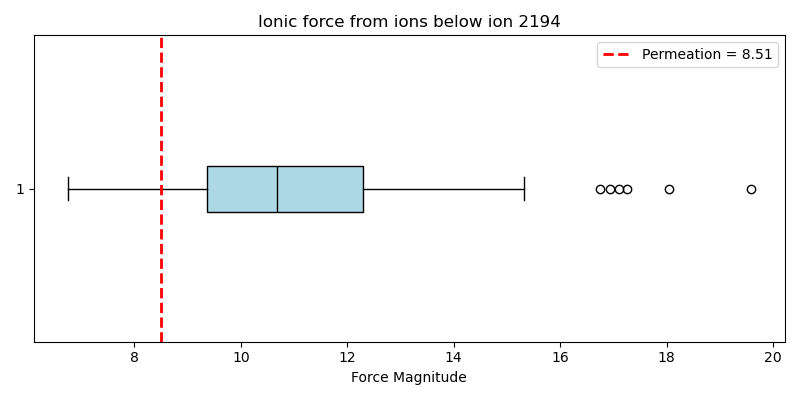 Ionic force from ions below ion 2194
Permeation = 8.51
1
8 10 12 14 16 18 20
Force Magnitude